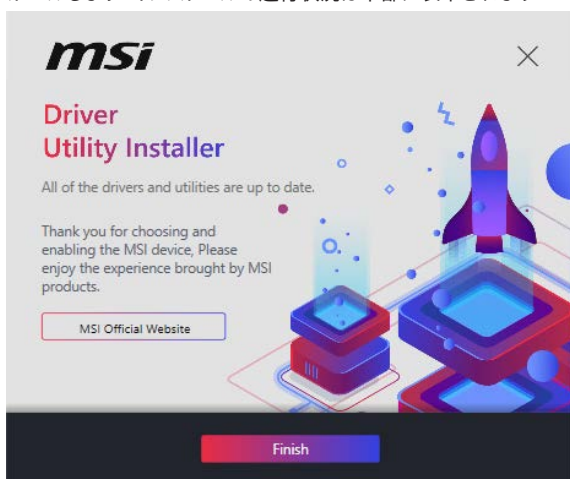 msi
Driver
Utility Installer
All of the drivers and utilities are up to date.
Thank you for choosing and
enabling the MSI device, Please
enjoy the experience brought by MSI
products.
MSI Official Website
Finish